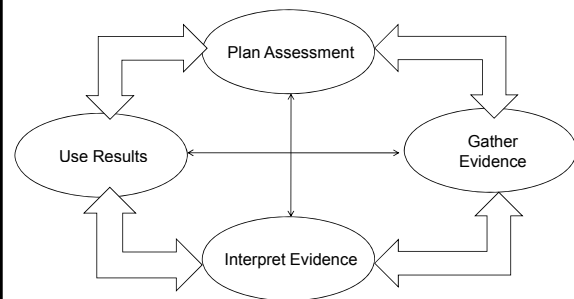 Plan Assessment
Use Results
Gather
Evidence
Interpret Evidence